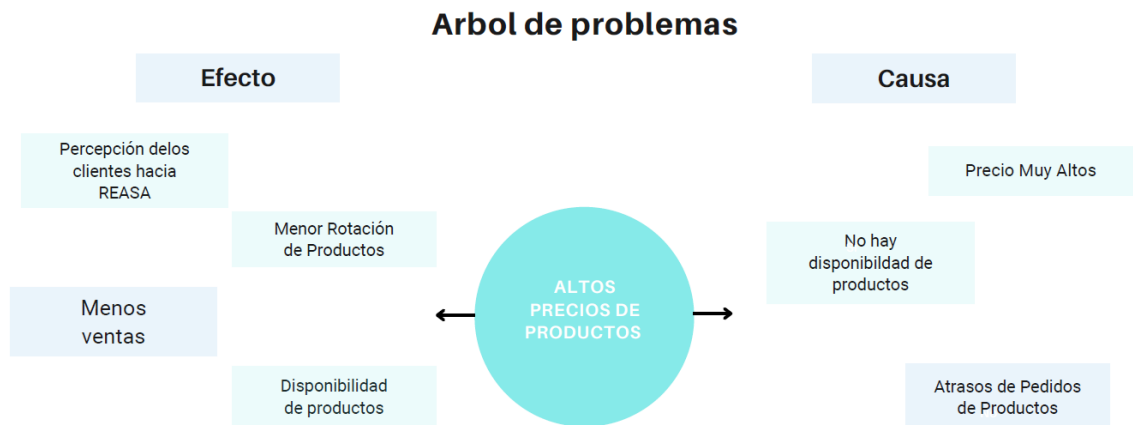 Arbol de problemas
Efecto
Causa
Percepción delos
clientes hacia
REASA
Precio Muy Altos
Menor Rotación
de Productos
No hay
disponibildad de
productos
ALTOS
PRECIOS DE
PRODUCTOS
Menos
ventas
Disponibilidad
de productos
Atrasos de Pedidos
de Productos